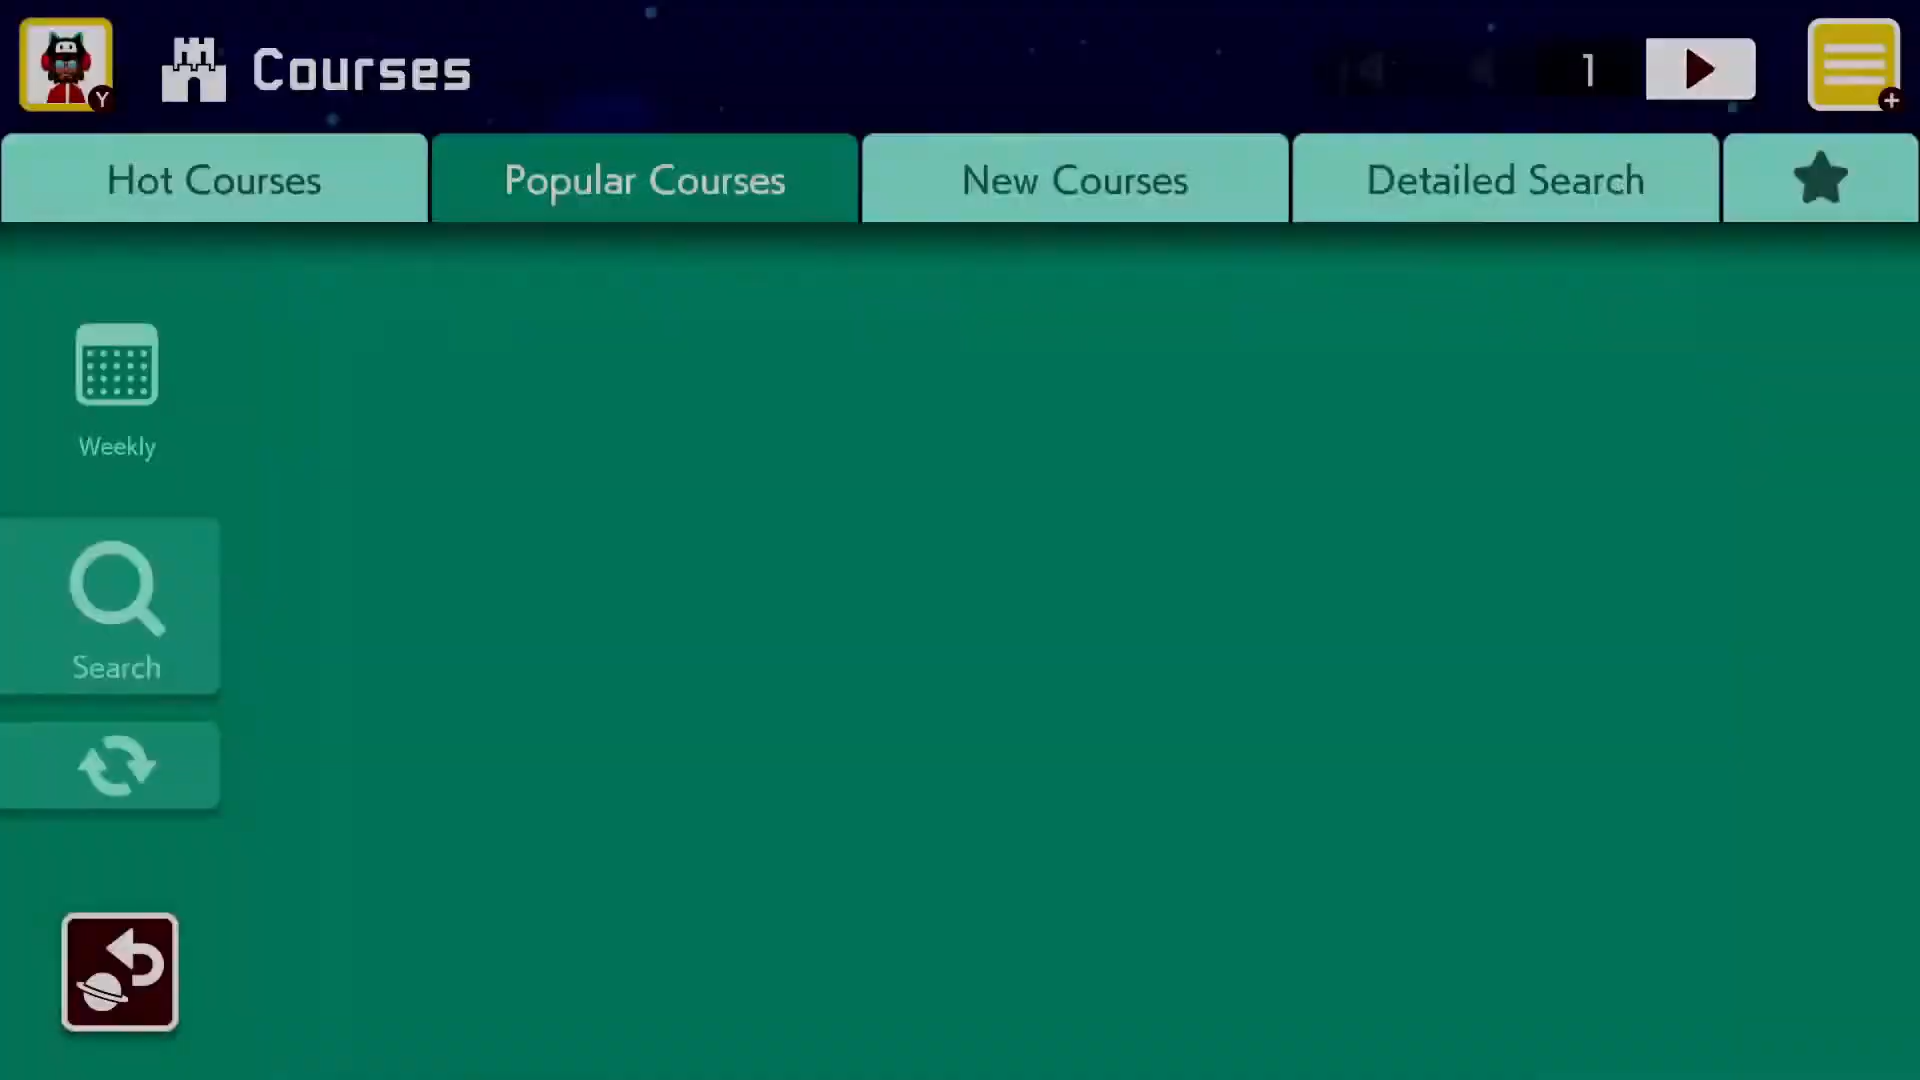 Y
Courses
1
+
Hot Courses
Popular Courses
New Courses
Detailed Search
Weekly
Search